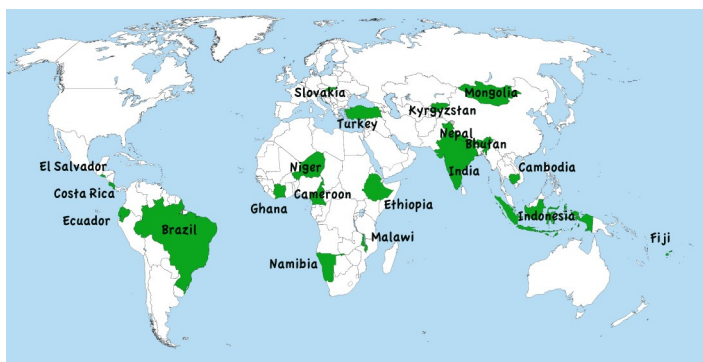 Slovakia
Mongolia
Kyrgyzstan
Turkey
Nepal
Bhutan
El Salvador
Niger
India
Cambodia
Costa Rica
Cameroon
Ghana
Ethiopia
Ecuador
Brazil
Indonesia
Malawi
Fiji
Namibia